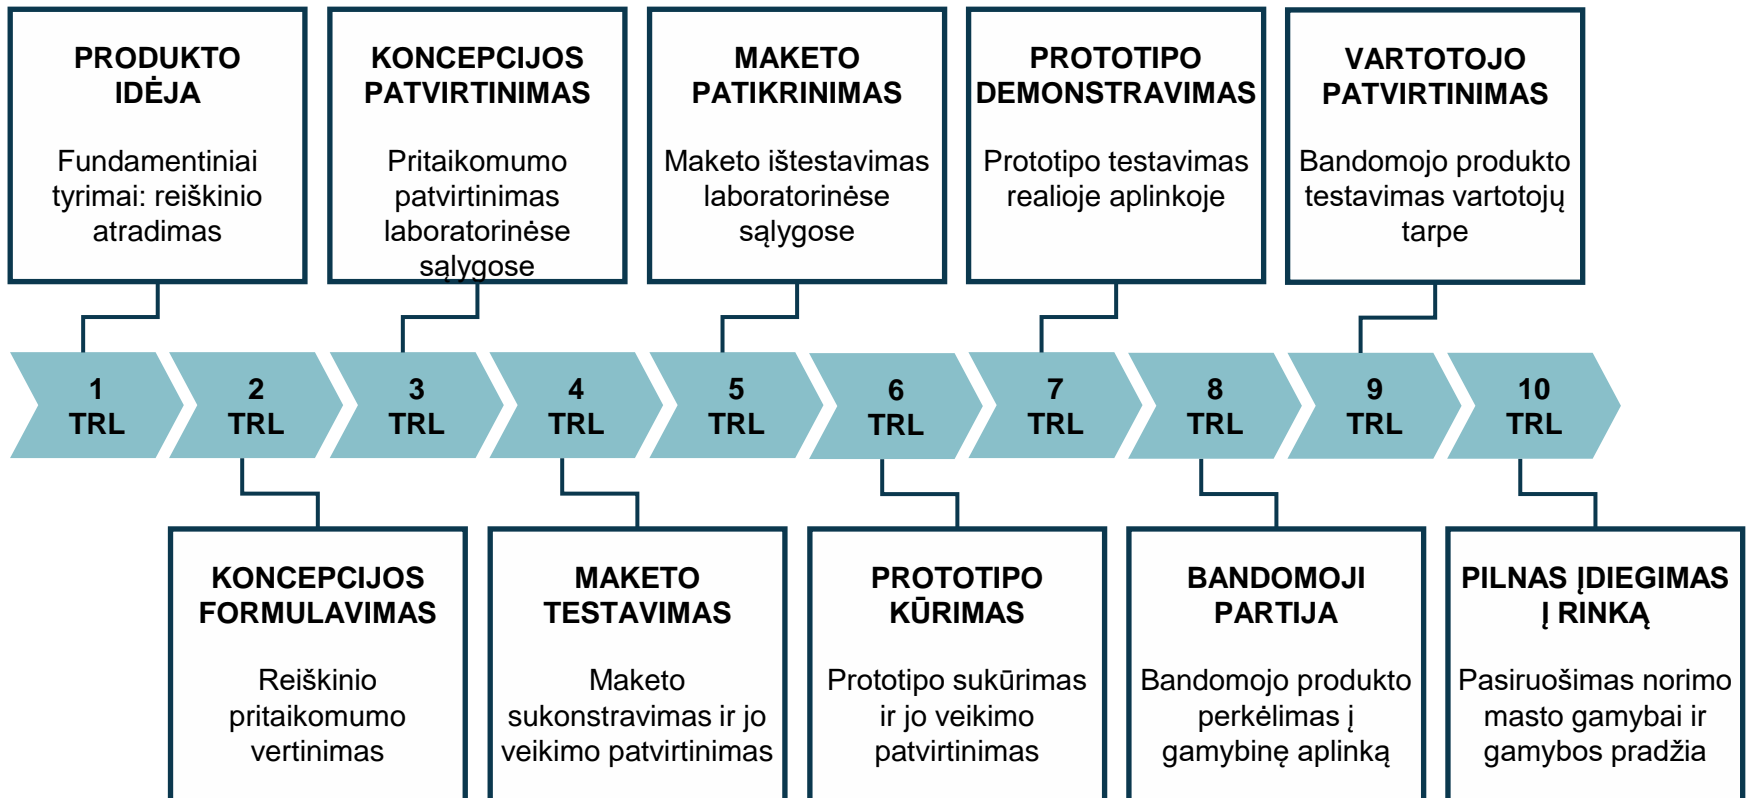 PRODUKTO
IDĖJA
Fundamentiniai
tyrimai: reiškinio
atradimas
KONCEPCIJOS
PATVIRTINIMAS
Pritaikomumo
patvirtinimas
laboratorinėse
sąlygose
MAKETO
PATIKRINIMAS
Maketo ištestavimas
laboratorinėse
sąlygose
PROTOTIPO
DEMONSTRAVIMAS
Prototipo testavimas
realioje aplinkoje
VARTOTOJO
PATVIRTINIMAS
Bandomojo produkto
testavimas vartotojų
tarpe
1
TRL
2
TRL
3
TRL
4
TRL
5
TRL
6
TRL
7
TRL
8
TRL
9
TRL
10
TRL
KONCEPCIJOS
FORMULAVIMAS
Reiškinio
pritaikomumo
vertinimas
MAKETO
TESTAVIMAS
Maketo
sukonstravimas ir jo
veikimo patvirtinimas
PROTOTIPO
KŪRIMAS
Prototipo sukūrimas
ir jo veikimo
patvirtinimas
BANDOMOJI
PARTIJA
Bandomojo produkto
perkėlimas į
gamybinę aplinką
PILNAS ĮDIEGIMAS
Į RINKĄ
Pasiruošimas norimo
masto gamybai ir
gamybos pradžia